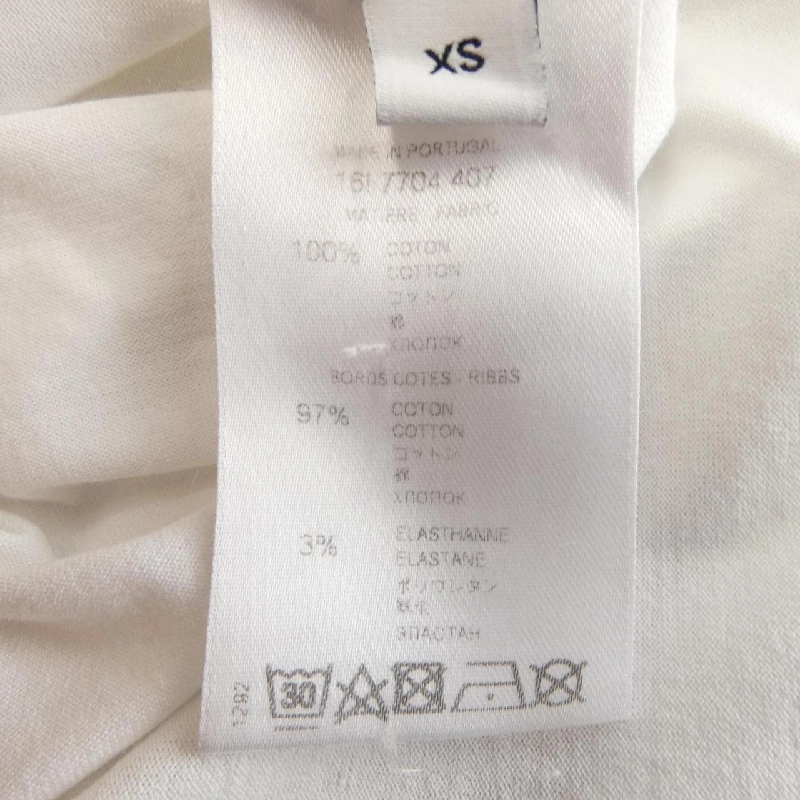 XS
MADE IN PORTUGAL
16I 7704 407
MATIERE - FABRIC
100% COTON
COTTON
コットン
棉
ХЛОПОК
BORDS COTES - RIBBS
97% COTON
COTTON
コットン
棉
ХЛОПОК
3% ELASTHANNE
ELASTANE
ポリウレタン
ЭЛАСТАН
30
1292